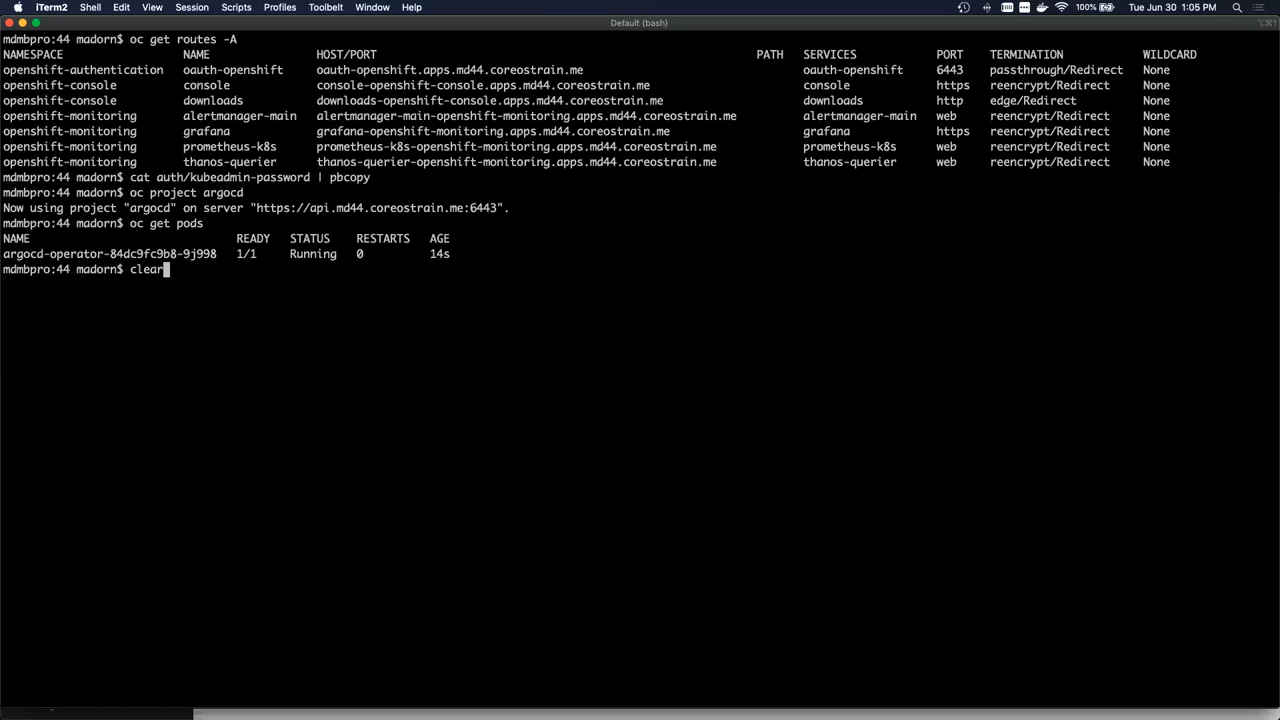 iTerm2 Shell Edit View Session Scripts Profiles Toolbelt Window Help 100% Tue Jun 30 1:05 PM
Default (bash) ⌥⌘1
mdmbpro:44 madorn$ oc get routes -A
NAMESPACE NAME HOST/PORT PATH SERVICES PORT TERMINATION WILDCARD
openshift-authentication oauth-openshift oauth-openshift.apps.md44.coreostrain.me oauth-openshift 6443 passthrough/Redirect None
openshift-console console console-openshift-console.apps.md44.coreostrain.me console https reencrypt/Redirect None
openshift-console downloads downloads-openshift-console.apps.md44.coreostrain.me downloads http edge/Redirect None
openshift-monitoring alertmanager-main alertmanager-main-openshift-monitoring.apps.md44.coreostrain.me alertmanager-main web reencrypt/Redirect None
openshift-monitoring grafana grafana-openshift-monitoring.apps.md44.coreostrain.me grafana https reencrypt/Redirect None
openshift-monitoring prometheus-k8s prometheus-k8s-openshift-monitoring.apps.md44.coreostrain.me prometheus-k8s web reencrypt/Redirect None
openshift-monitoring thanos-querier thanos-querier-openshift-monitoring.apps.md44.coreostrain.me thanos-querier web reencrypt/Redirect None
mdmbpro:44 madorn$ cat auth/kubeadmin-password | pbcopy
mdmbpro:44 madorn$ oc project argocd
Now using project "argocd" on server "https://api.md44.coreostrain.me:6443".
mdmbpro:44 madorn$ oc get pods
NAME READY STATUS RESTARTS AGE
argocd-operator-84dc9fc9b8-9j998 1/1 Running 0 14s
mdmbpro:44 madorn$ clear